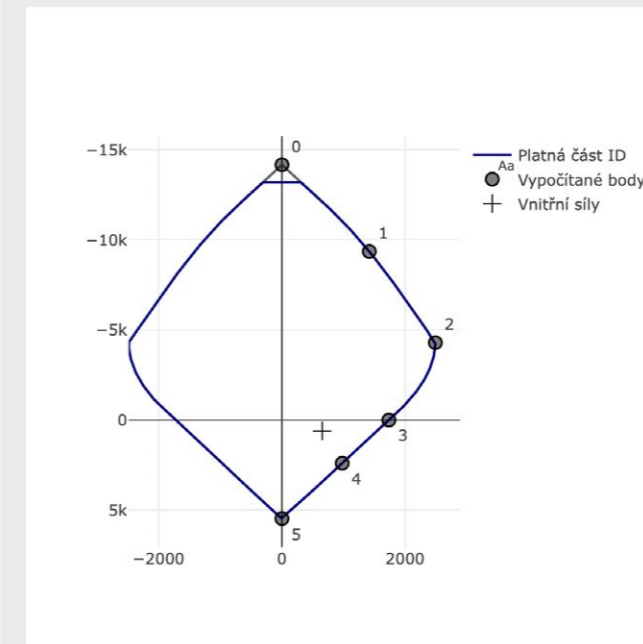 0
−15k
Platná část ID
Aa
Vypočítané body
Vnitřní síly
1
−10k
2
−5k
0
3
4
5k
5
−2000
0
2000